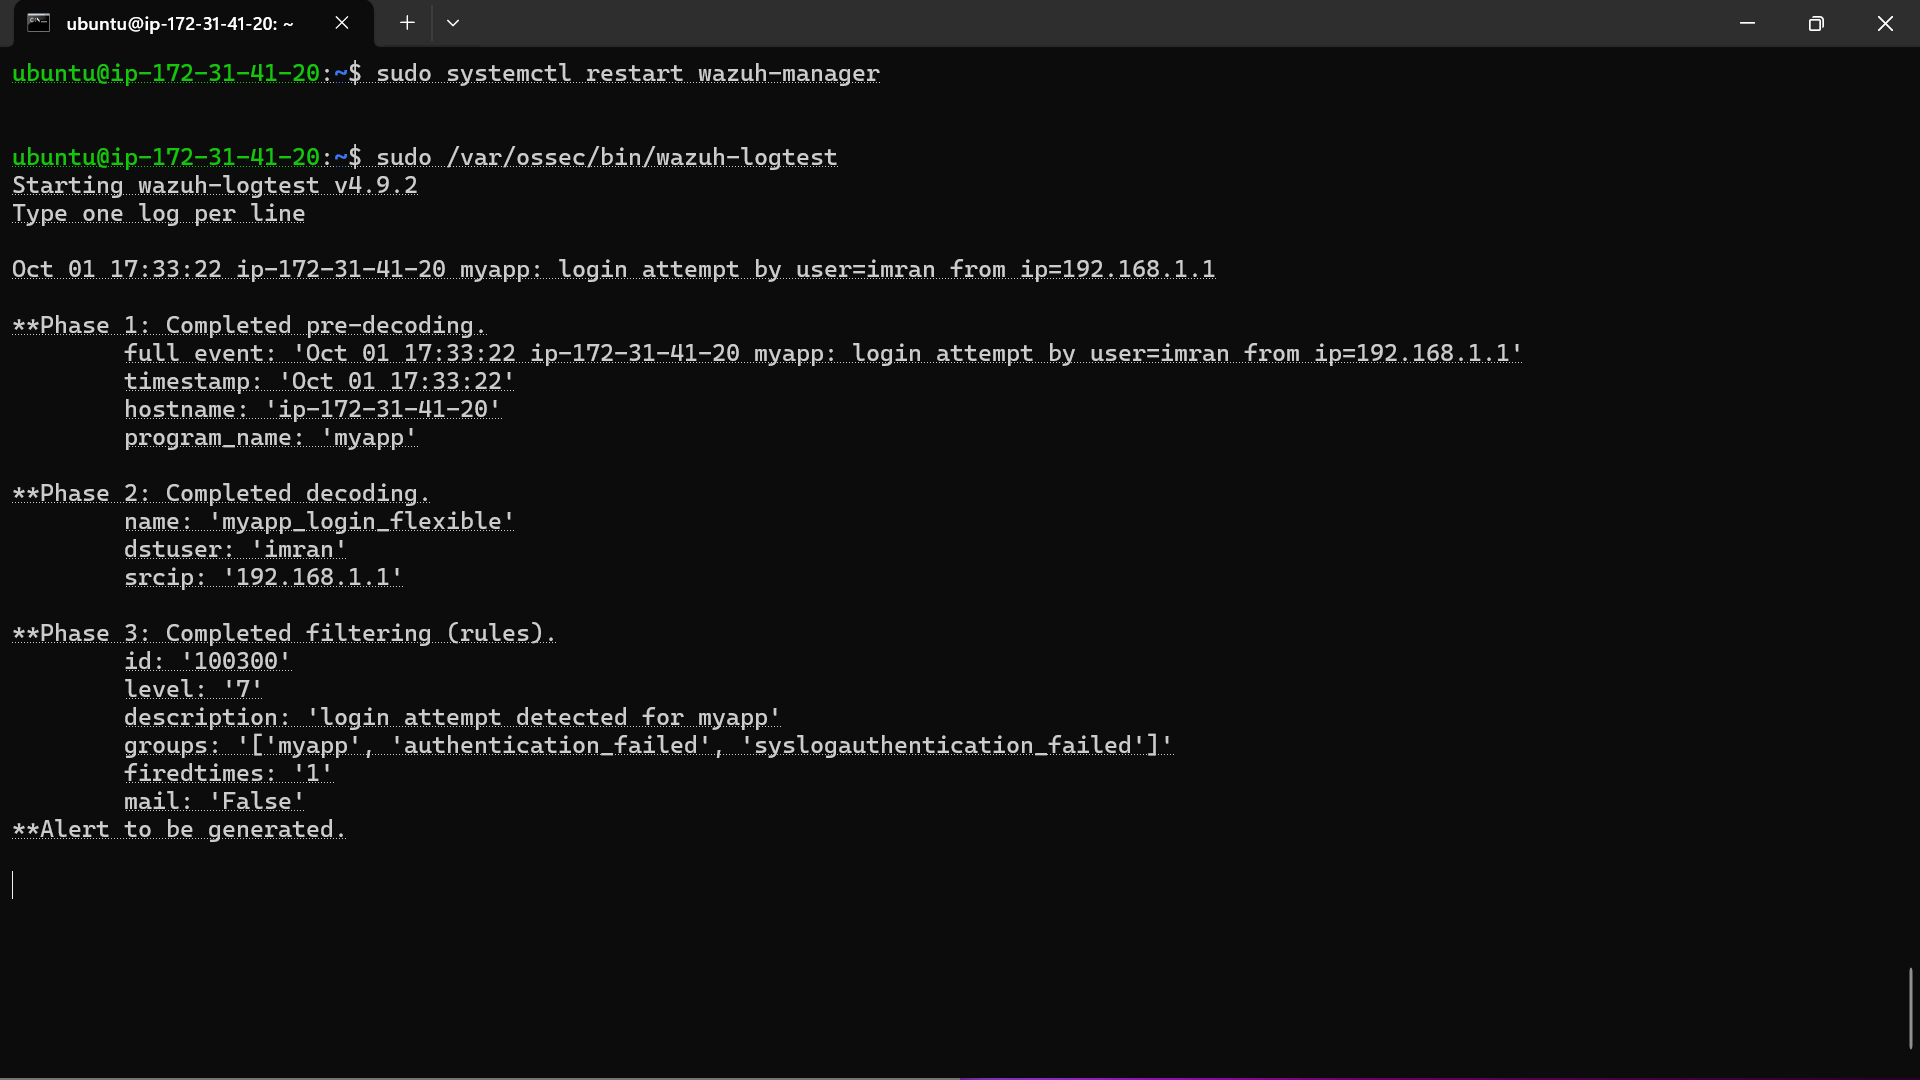 ubuntu@ip-172-31-41-20: ~
ubuntu@ip-172-31-41-20:~$ sudo systemctl restart wazuh-manager
ubuntu@ip-172-31-41-20:~$ sudo /var/ossec/bin/wazuh-logtest
Starting wazuh-logtest v4.9.2
Type one log per line
Oct 01 17:33:22 ip-172-31-41-20 myapp: login attempt by user=imran from ip=192.168.1.1
**Phase 1: Completed pre-decoding.
full event: 'Oct 01 17:33:22 ip-172-31-41-20 myapp: login attempt by user=imran from ip=192.168.1.1'
timestamp: 'Oct 01 17:33:22'
hostname: 'ip-172-31-41-20'
program_name: 'myapp'
**Phase 2: Completed decoding.
name: 'myapp_login_flexible'
dstuser: 'imran'
srcip: '192.168.1.1'
**Phase 3: Completed filtering (rules).
id: '100300'
level: '7'
description: 'login attempt detected for myapp'
groups: '['myapp', 'authentication_failed', 'syslogauthentication_failed']'
firedtimes: '1'
mail: 'False'
**Alert to be generated.